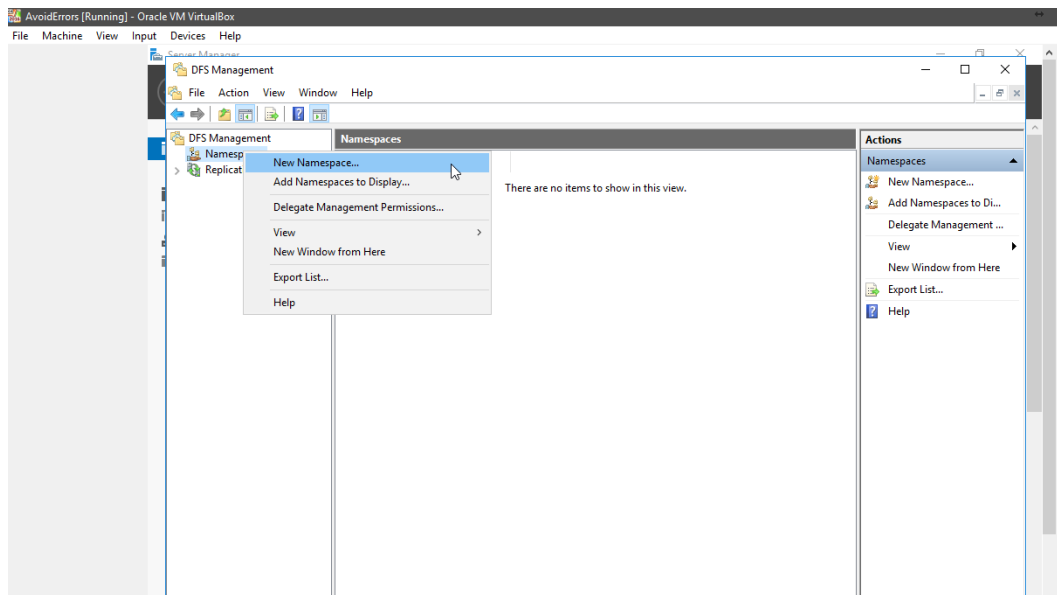 AvoidErrors [Running] - Oracle VM VirtualBox
File Machine View Input Devices Help
Server Manager
DFS Management
File Action View Window Help
DFS Management
Namesp
Replicat
Namespaces
There are no items to show in this view.
New Namespace...
Add Namespaces to Display...
Delegate Management Permissions...
View
New Window from Here
Export List...
Help
Actions
Namespaces
New Namespace...
Add Namespaces to Di...
Delegate Management ...
View
New Window from Here
Export List...
Help